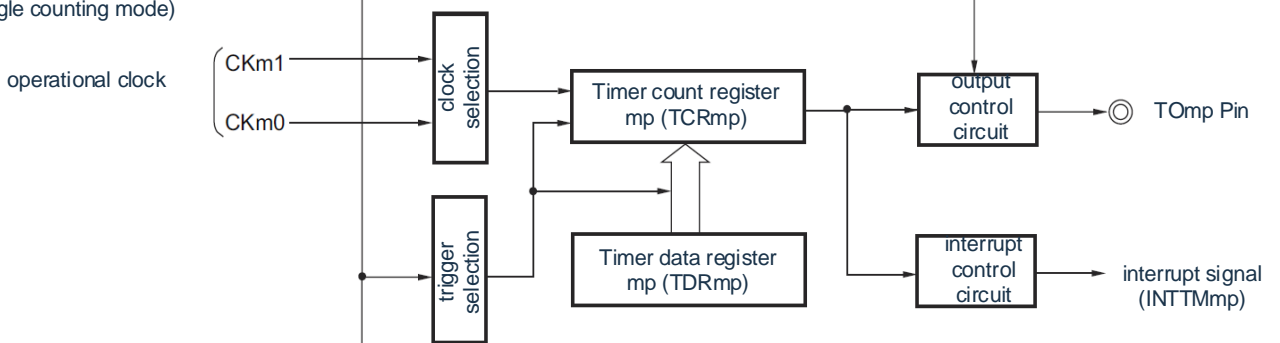 gle counting mode)
operational clock
CKm1
CKm0
clock
selection
trigger
selection
Timer count register
mp (TCRmp)
Timer data register
mp (TDRmp)
output
control
circuit
TOmp Pin
interrupt
control
circuit
interrupt signal
(INTTMmp)